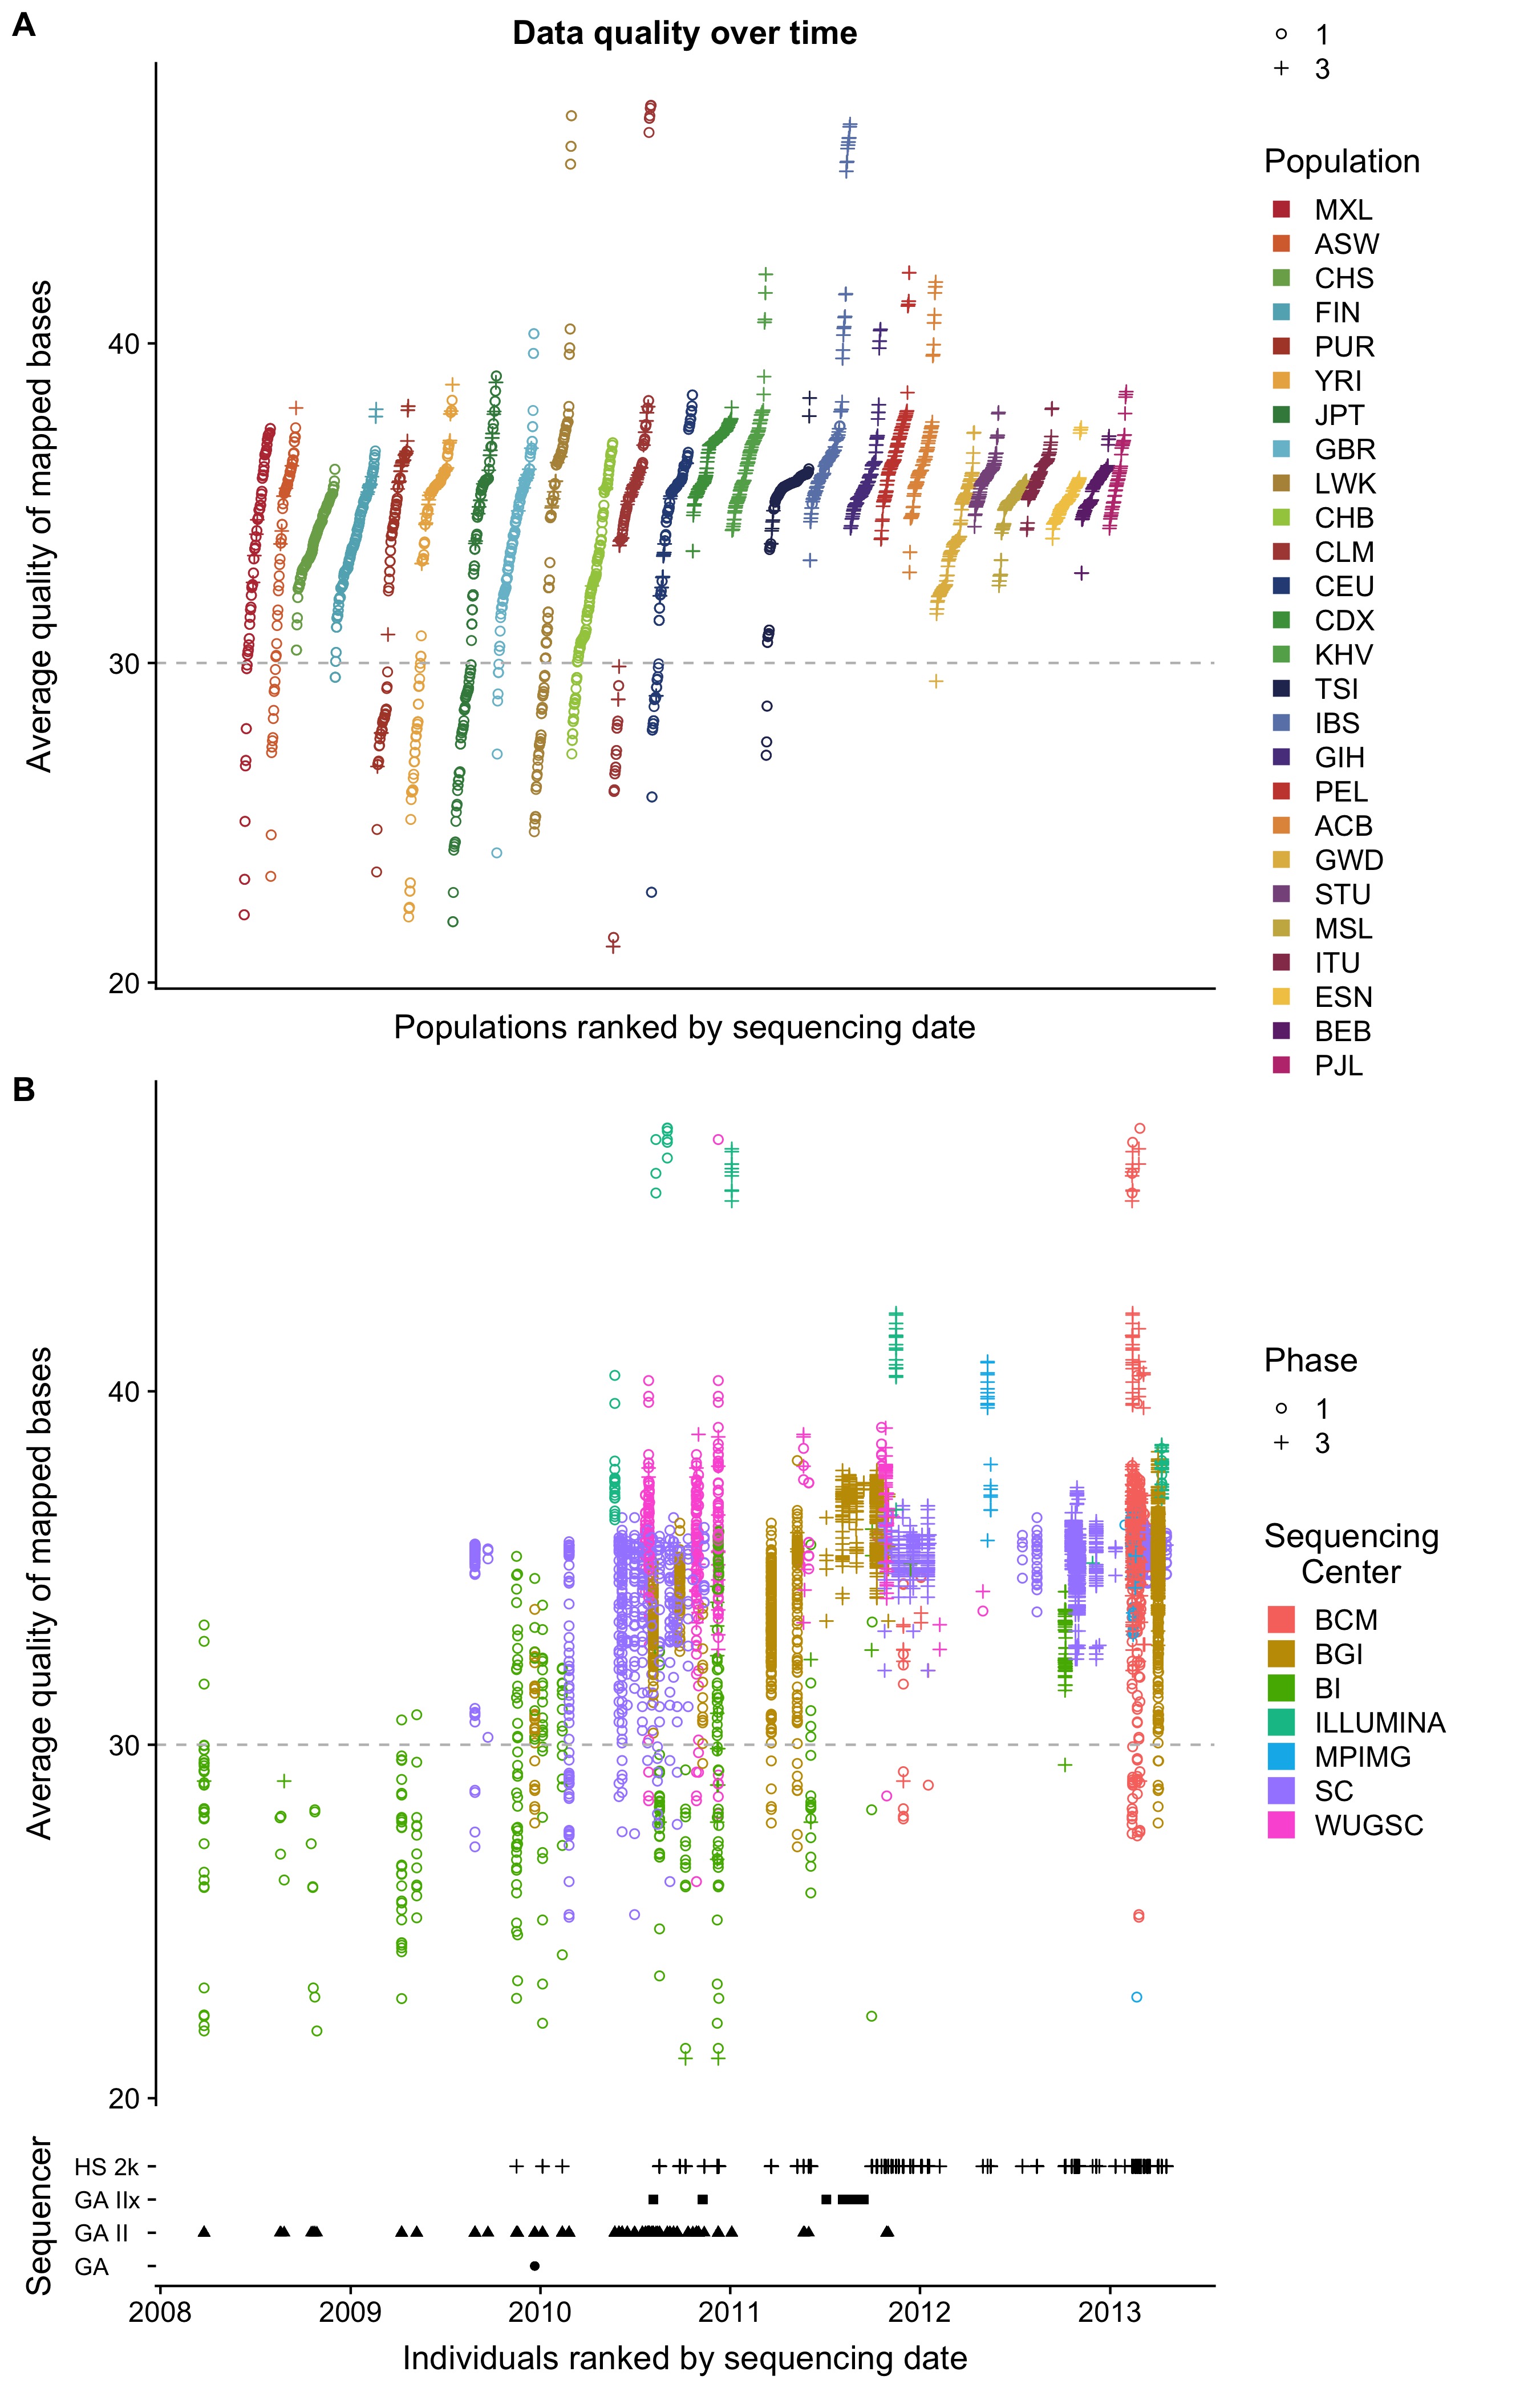 A
Data quality over time
1
3
Population
MXL
ASW
CHS
FIN
PUR
YRI
JPT
GBR
LWK
CHB
CLM
CEU
CDX
KHV
TSI
IBS
GIH
PEL
ACB
GWD
STU
MSL
ITU
ESN
BEB
PJL
Average quality of mapped bases
40
30
20
Populations ranked by sequencing date
B
Average quality of mapped bases
40
30
20
Phase
1
3
Sequencing
Center
BCM
BGI
BI
ILLUMINA
MPIMG
SC
WUGSC
Sequencer
HS 2k
GA IIx
GA II
GA
2008 2009 2010 2011 2012 2013
Individuals ranked by sequencing date